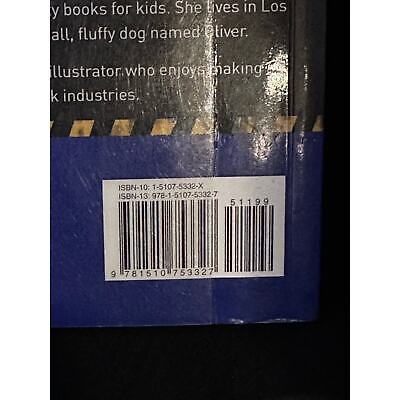 ty books for kids. She lives in Los
all, fluffy dog named Oliver.
illustrator who enjoys making
k industries.
ISBN-10: 1-5107-5332-X
ISBN-13: 978-1-5107-5332-7
51199
9 781510 753327